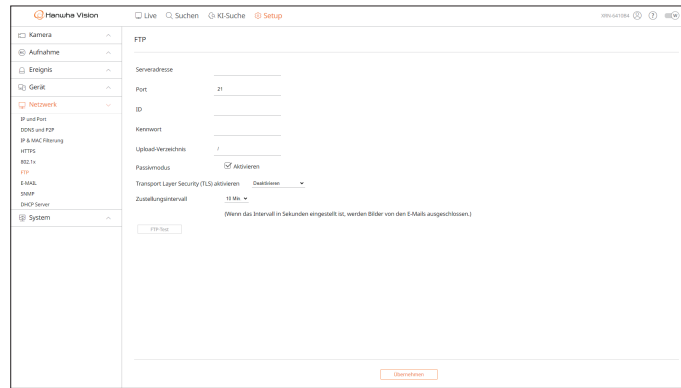 Hanwha Vision
Live Suchen KI-Suche Setup
Kamera
Aufnahme
Ereignis
Gerät
Netzwerk
IP und Port
DDNS und P2P
IP & MAC Filterung
HTTPS
802.1x
FTP
E-MAIL
SNMP
DHCP Server
System
FTP
Serveradresse
Port 21
ID
Kennwort
Upload-Verzeichnis /
Passivmodus Aktivieren
Transport Layer Security (TLS) aktivieren Deaktivieren
Zustellungsintervall 10 Min
(Wenn das Intervall in Sekunden eingestellt ist, werden Bilder von den E-Mails ausgeschlossen.)
FTP-Test
Übernehmen